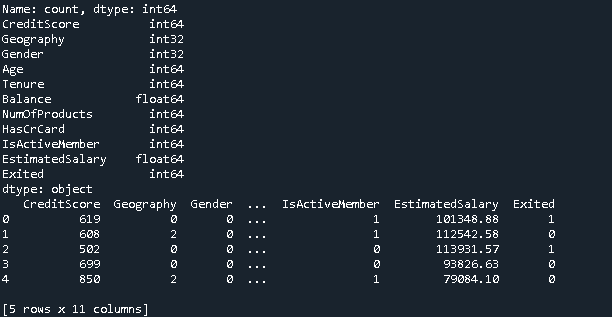 Name: count, dtype: int64
CreditScore          int64
Geography            int32
Gender               int32
Age                  int64
Tenure               int64
Balance            float64
NumOfProducts        int64
HasCrCard            int64
IsActiveMember       int64
EstimatedSalary    float64
Exited               int64
dtype: object
   CreditScore  Geography  Gender  ...  IsActiveMember  EstimatedSalary  Exited
0          619          0       0  ...               1        101348.88       1
1          608          2       0  ...               1        112542.58       0
2          502          0       0  ...               0        113931.57       1
3          699          0       0  ...               0         93826.63       0
4          850          2       0  ...               1         79084.10       0
[5 rows x 11 columns]